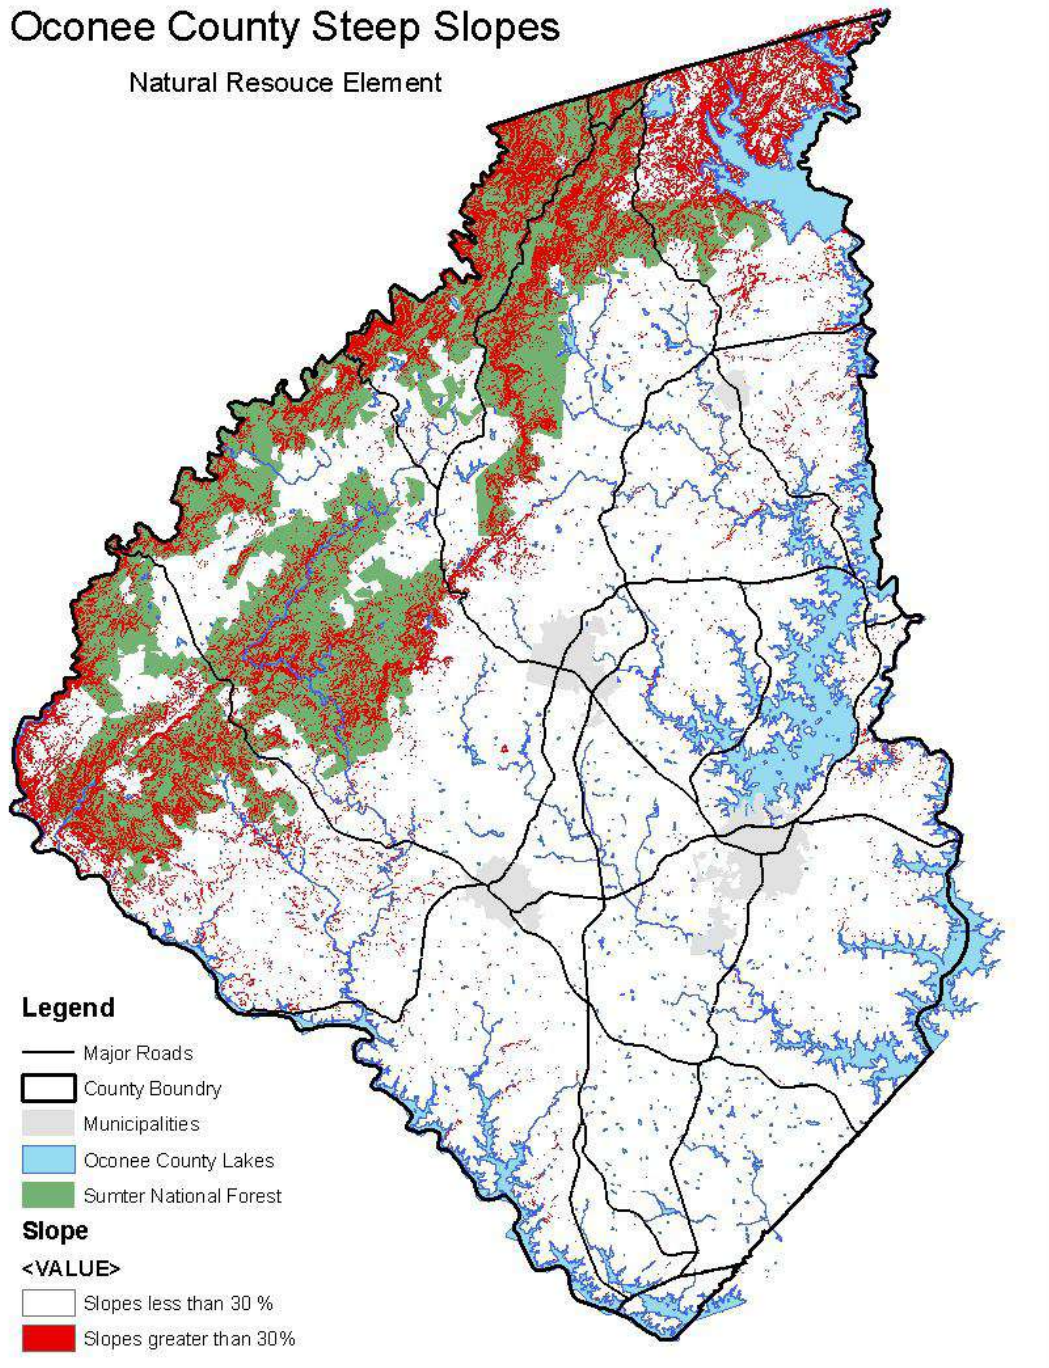 Oconee County Steep Slopes
Natural Resouce Element
Legend
Major Roads
County Boundry
Municipalities
Oconee County Lakes
Sumter National Forest
Slope
<VALUE>
Slopes less than 30 %
Slopes greater than 30%